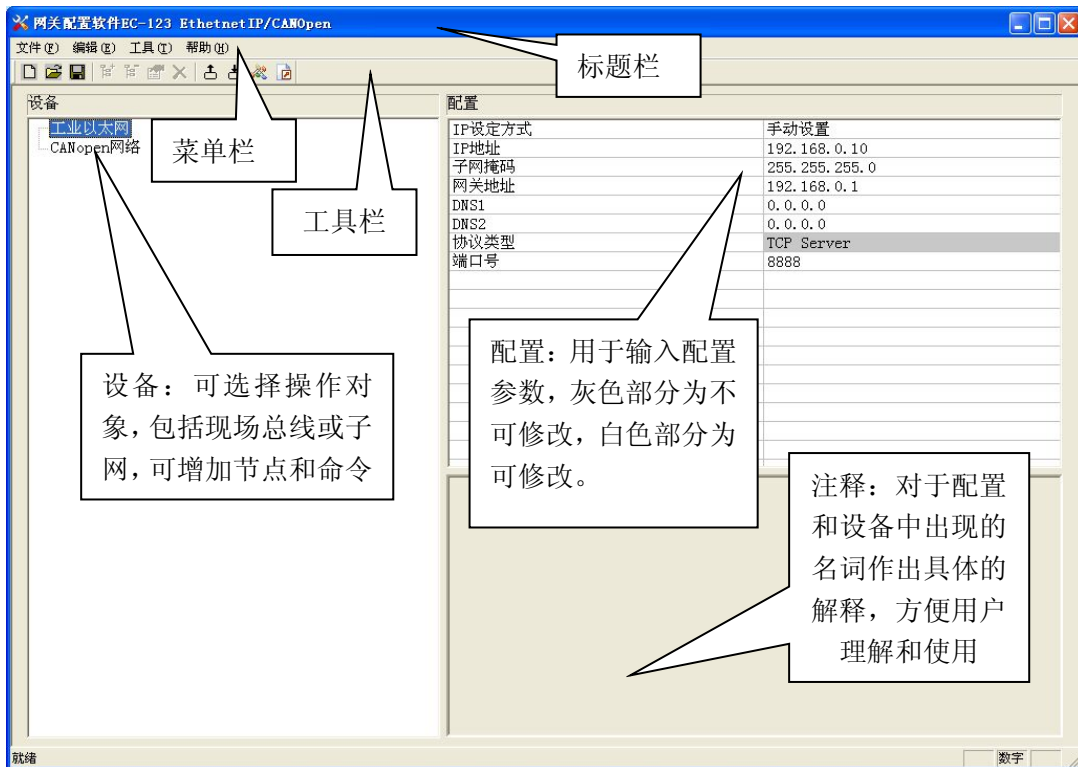 网关配置软件EC-123 EthetnetIP/CANOpen
文件(F) 编辑(E) 工具(T) 帮助(H)
标题栏
设备
配置
工业以太网
CANopen网络
菜单栏
工具栏
IP设定方式 手动设置
IP地址 192.168.0.10
子网掩码 255.255.255.0
网关地址 192.168.0.1
DNS1 0.0.0.0
DNS2 0.0.0.0
协议类型 TCP Server
端口号 8888
设备：可选择操作对
象，包括现场总线或子
网，可增加节点和命令
配置：用于输入配置
参数，灰色部分为不
可修改，白色部分为
可修改。
注释：对于配置
和设备中出现的
名词作出具体的
解释，方便用户
理解和使用
就绪
数字